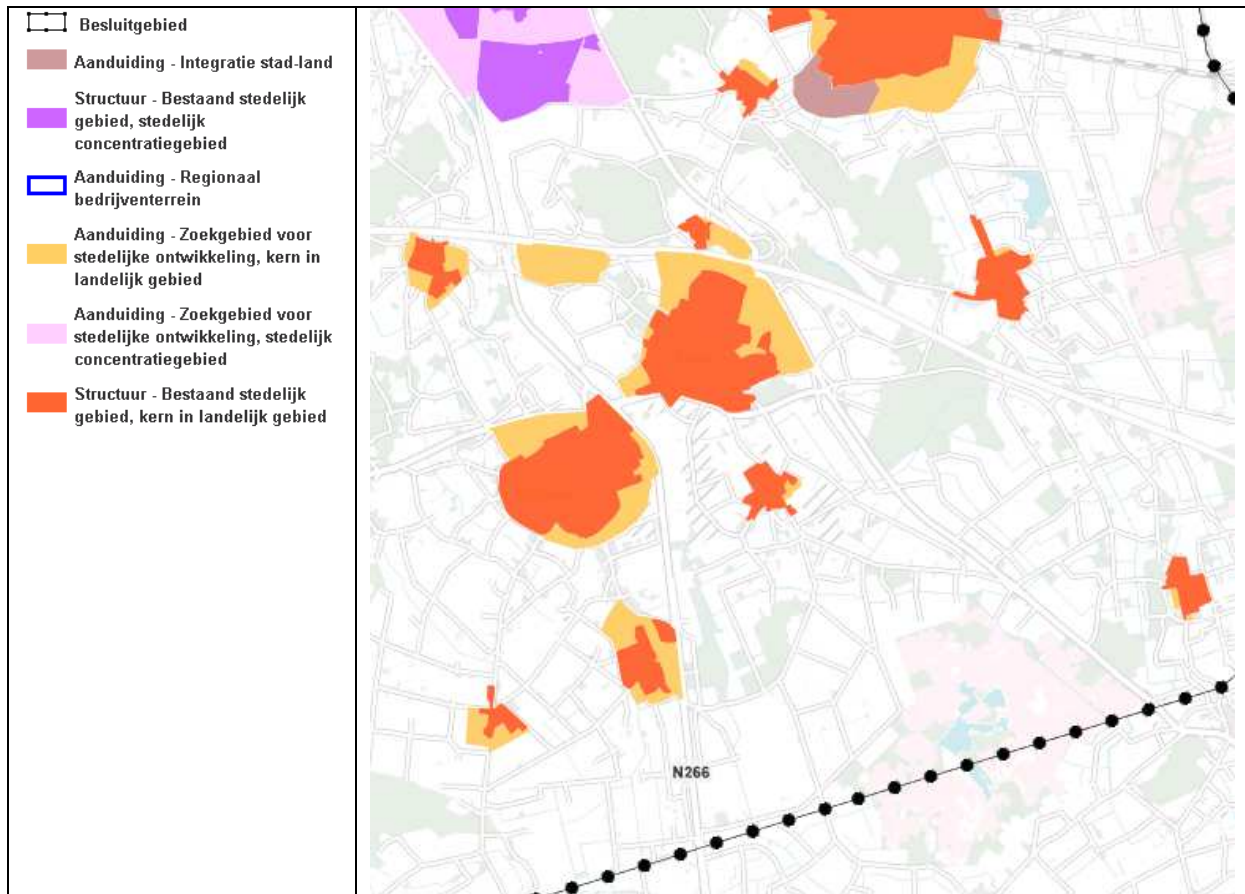 Besluitgebied
Aanduiding - Integratie stad-land
Structuur - Bestaand stedelijk
gebied, stedelijk
concentratiegebied
Aanduiding - Regionaal
bedrijventerrein
Aanduiding - Zoekgebied voor
stedelijke ontwikkeling, kern in
landelijk gebied
Aanduiding - Zoekgebied voor
stedelijke ontwikkeling, stedelijk
concentratiegebied
Structuur - Bestaand stedelijk
gebied, kern in landelijk gebied
N266